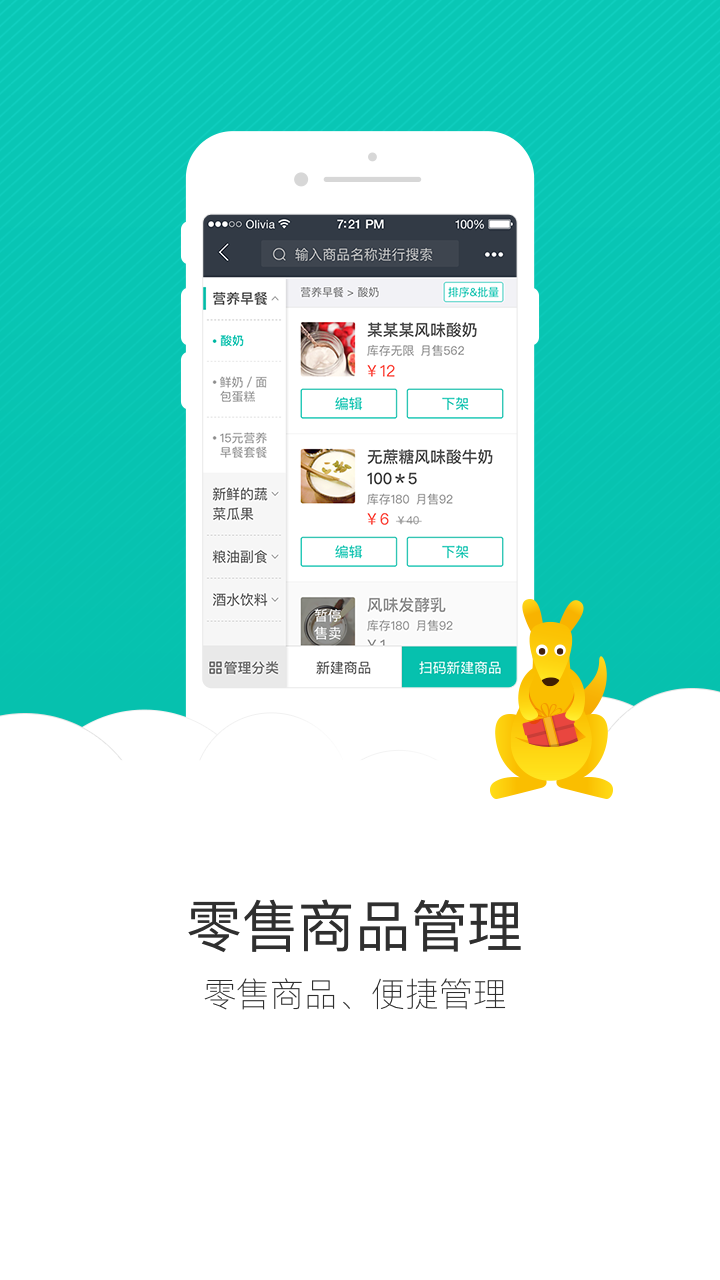 Olivia 7:21 PM 100%
输入商品名称进行搜索
营养早餐
• 酸奶
• 鲜奶 / 面
包蛋糕
• 15元营养
早餐套餐
新鲜的蔬
菜瓜果
粮油副食
酒水饮料
管理分类
营养早餐 > 酸奶
排序&批量
某某某风味酸奶
库存无限 月售562
¥12
编辑 下架
无蔗糖风味酸牛奶
100*5
库存180 月售92
¥6 ¥40
编辑 下架
暂停
售卖
风味发酵乳
库存180 月售92
¥1
新建商品
扫码新建商品
零售商品管理
零售商品、便捷管理